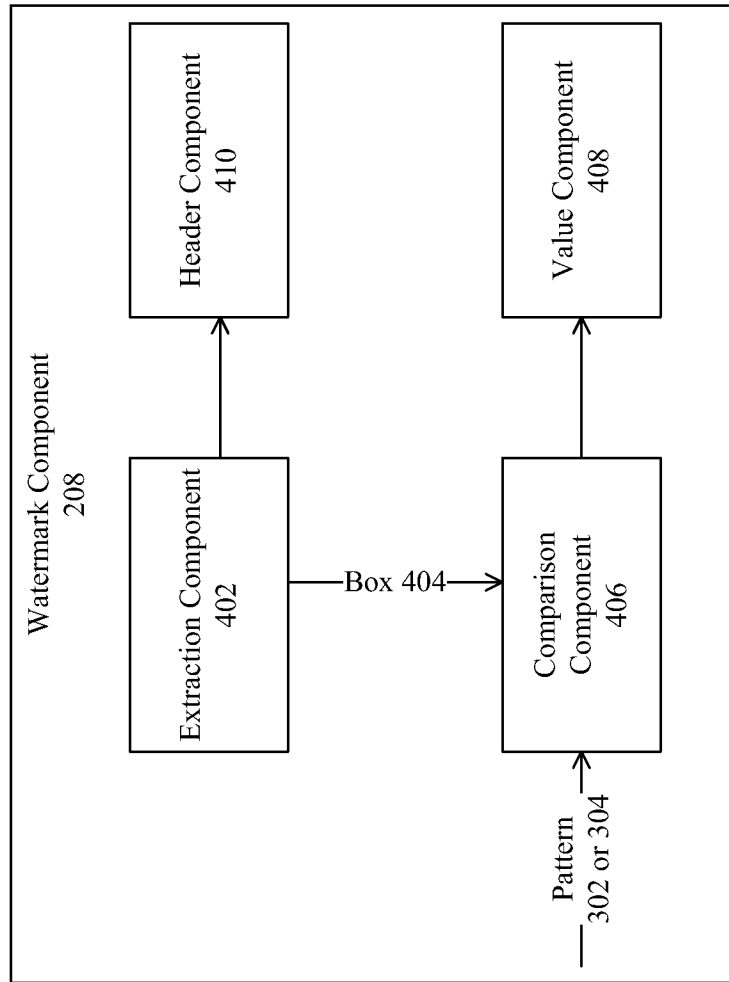 Watermark Component
208
Extraction Component
402
Header Component
410
Box 404
Pattern
302 or 304
Comparison
Component
406
Value Component
408